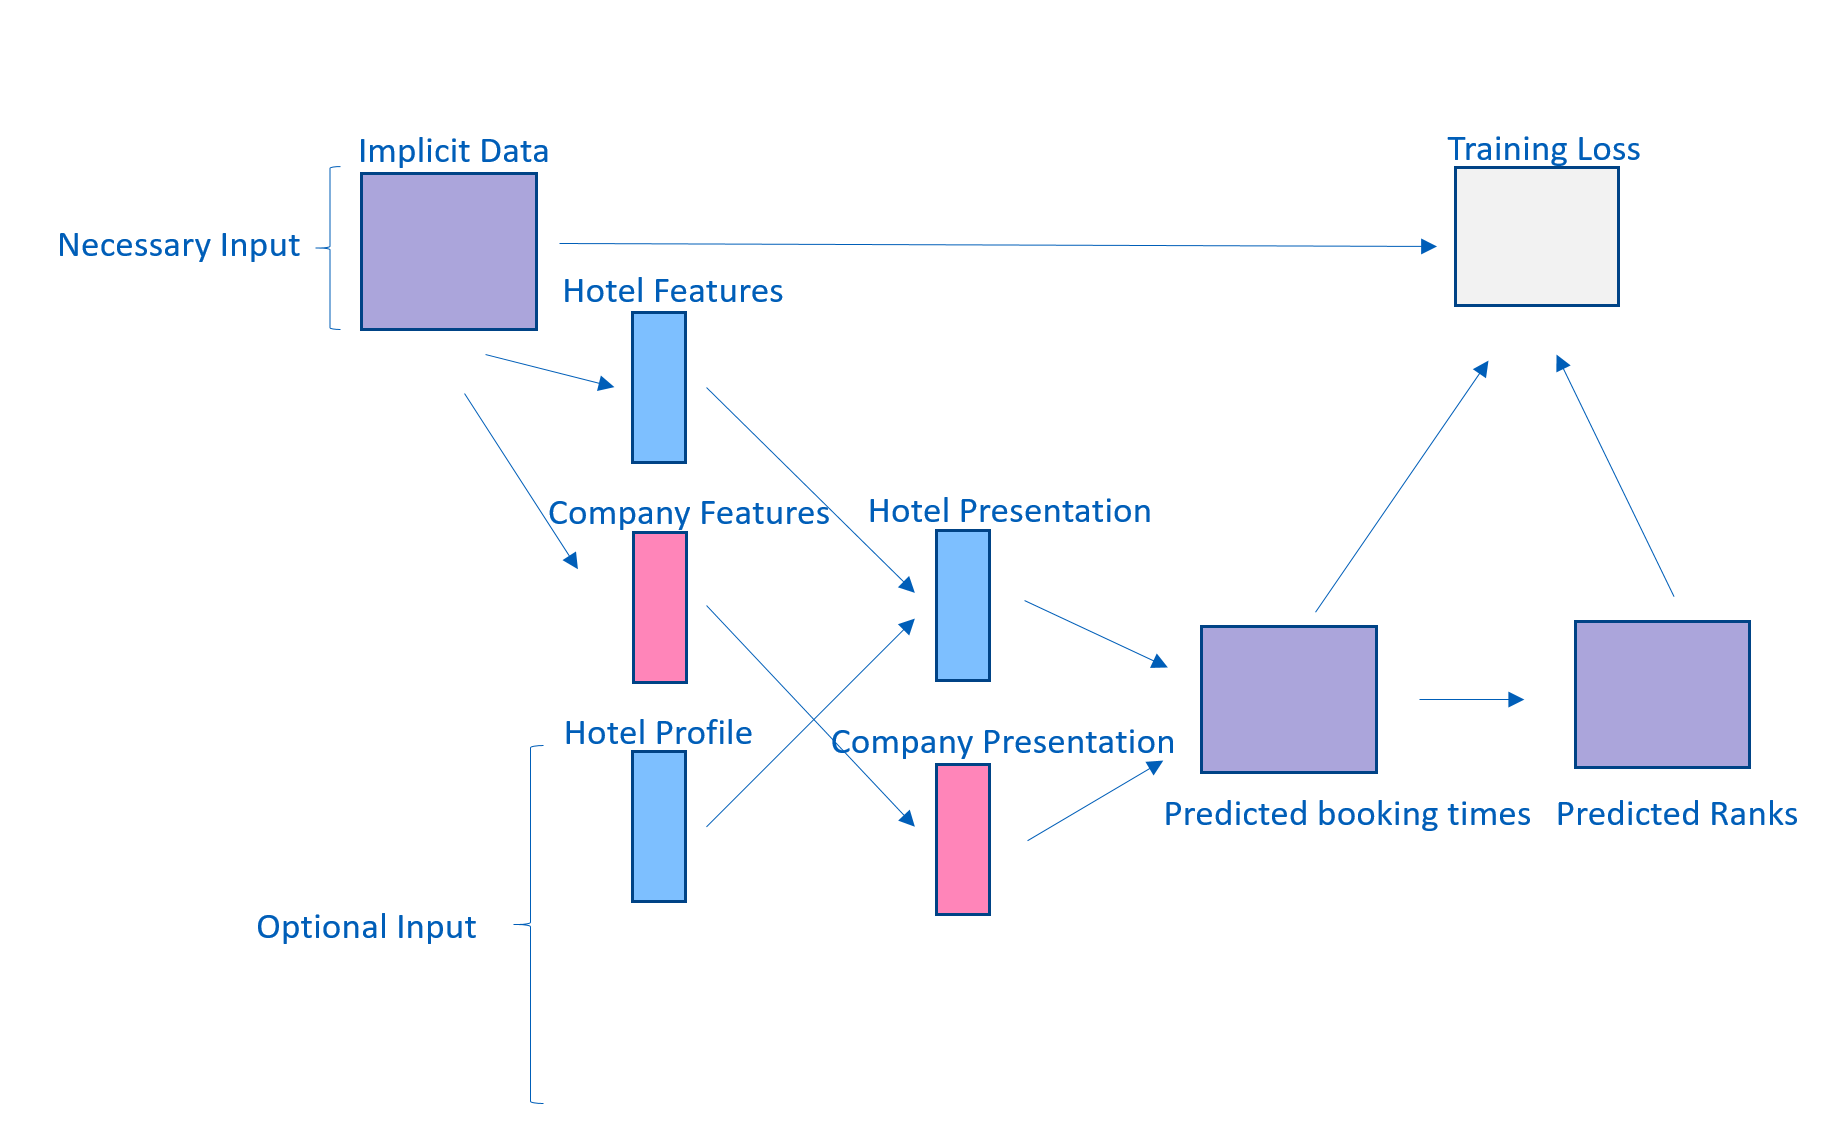 Implicit Data
Training Loss
Necessary Input
Hotel Features
Company Features
Hotel Presentation
Hotel Profile
Company Presentation
Predicted booking times
Predicted Ranks
Optional Input